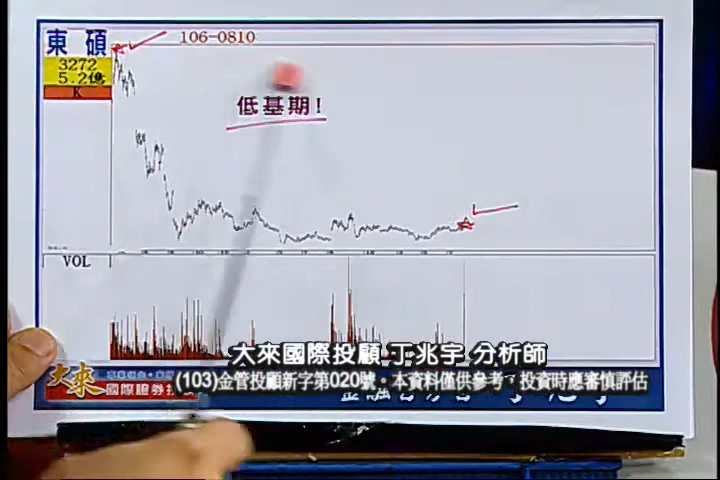 東碩
106-0810
3272
5.2億
K
低基期!
VOL
大來國際投顧 丁兆宇 分析師
大來
(103)金管投顧新字第020號・本資料僅供參考，投資時應審慎評估
國際證券投